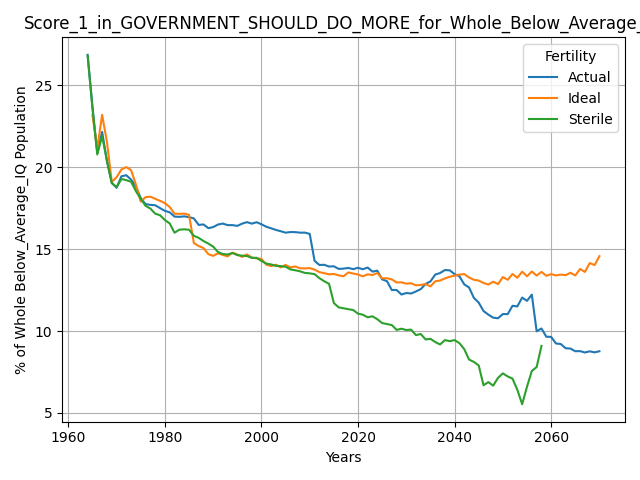 Score_1_in_GOVERNMENT_SHOULD_DO_MORE_for_Whole_Below_Average_
Fertility
Actual
Ideal
Sterile
% of Whole Below_Average_IQ Population
25
20
15
10
5
1960 1980 2000 2020 2040 2060
Years